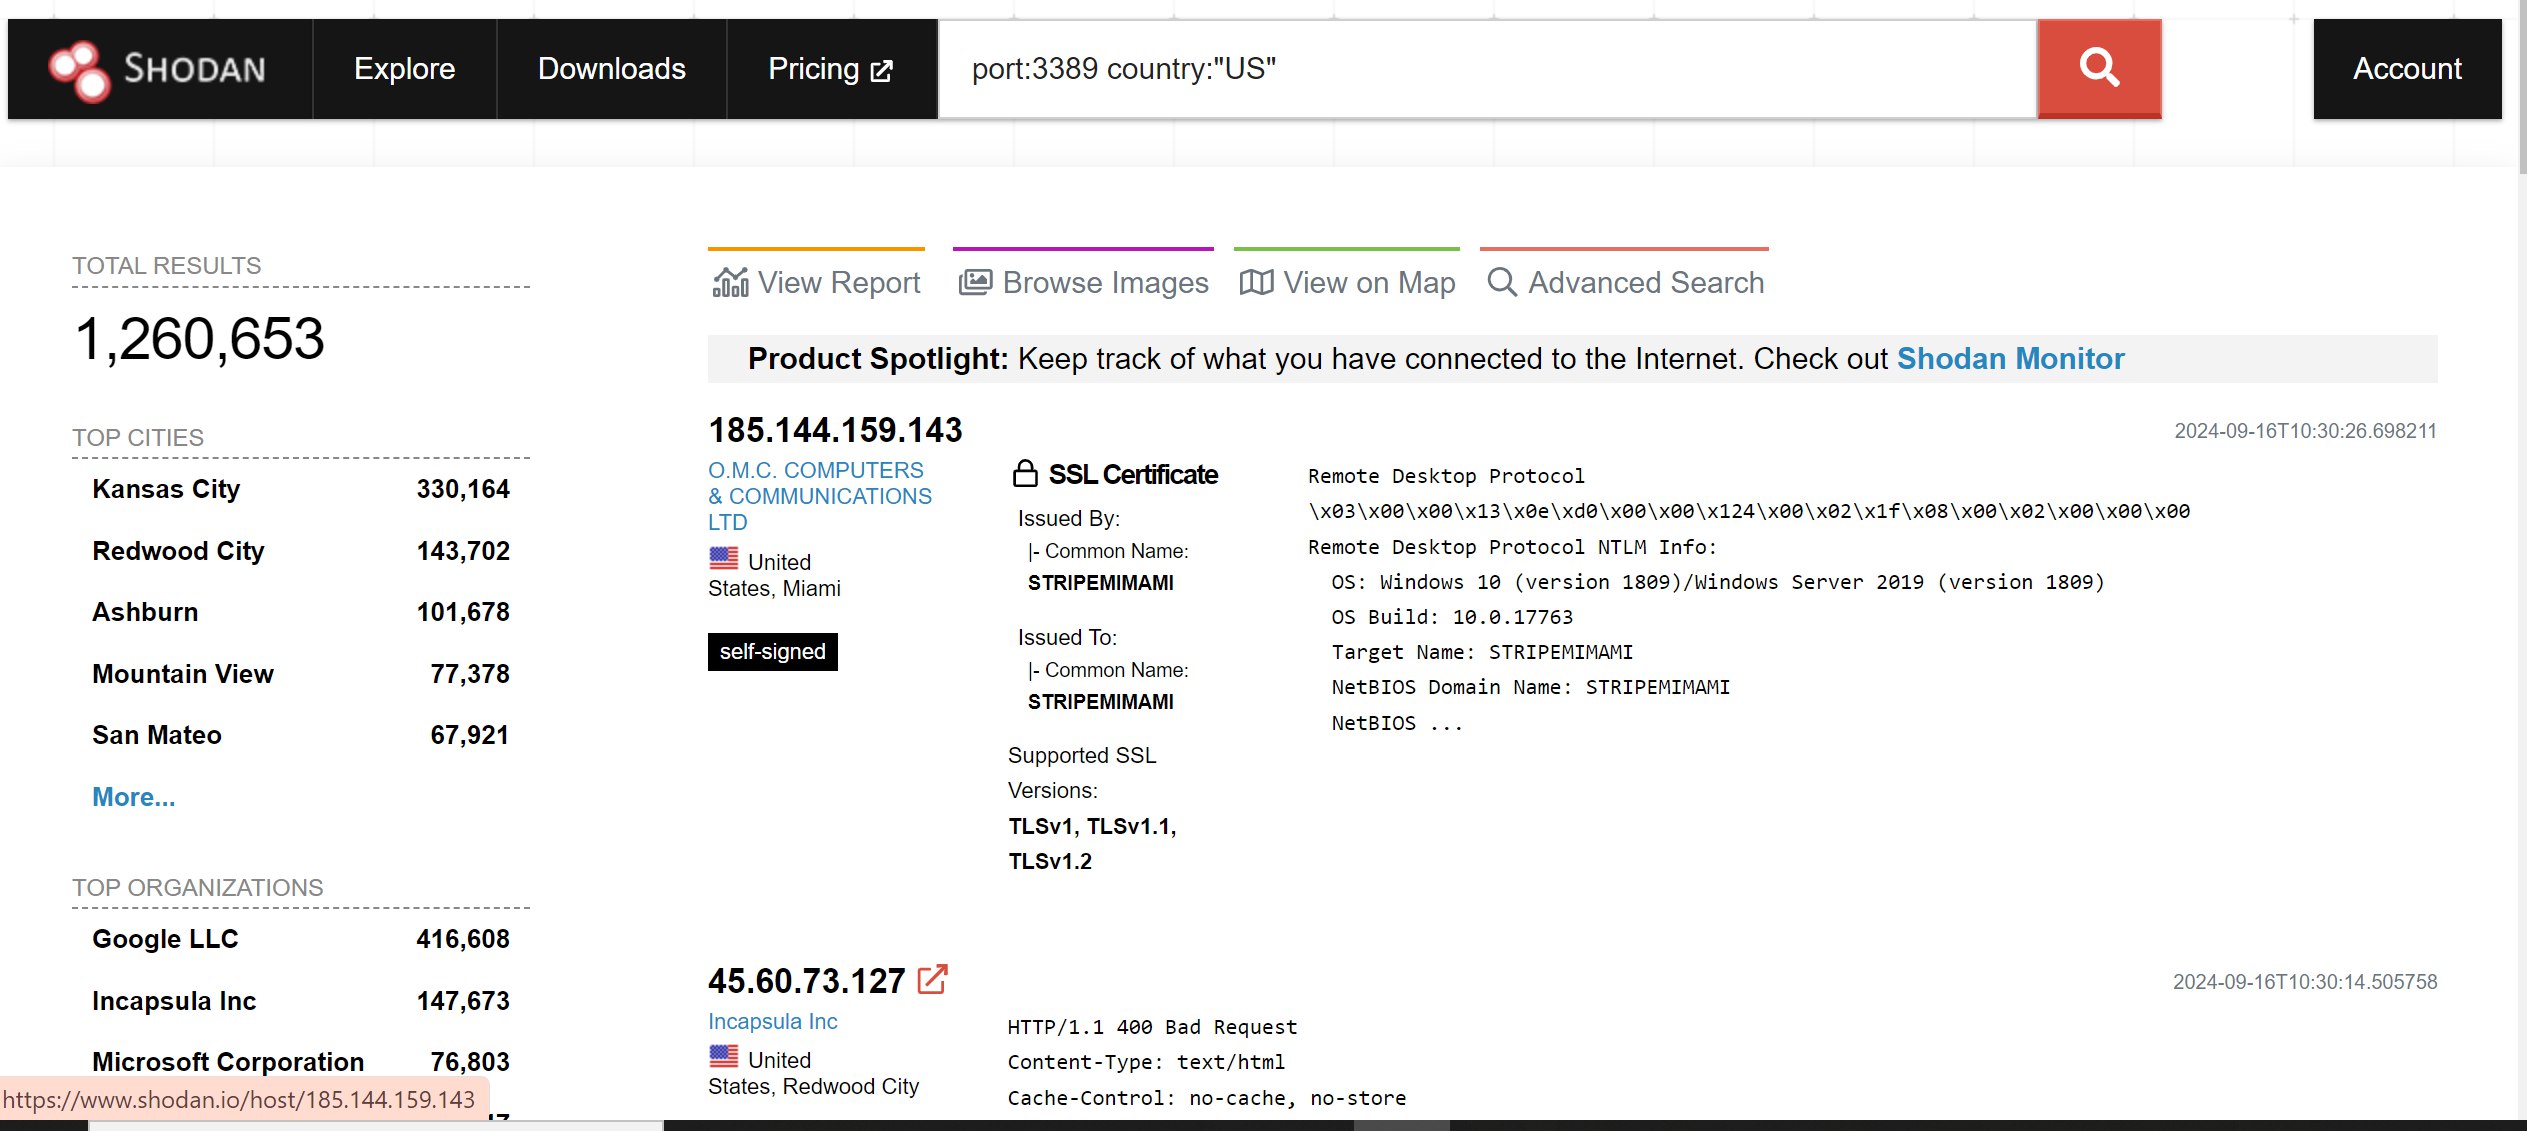 SHODAN Explore Downloads Pricing port:3389 country:"US" Account
TOTAL RESULTS
1,260,653
TOP CITIES
Kansas City 330,164
Redwood City 143,702
Ashburn 101,678
Mountain View 77,378
San Mateo 67,921
More...
TOP ORGANIZATIONS
Google LLC 416,608
Incapsula Inc 147,673
Microsoft Corporation 76,803
https://www.shodan.io/host/185.144.159.143
View Report Browse Images View on Map Advanced Search
Product Spotlight: Keep track of what you have connected to the Internet. Check out Shodan Monitor
185.144.159.143
2024-09-16T10:30:26.698211
O.M.C. COMPUTERS
& COMMUNICATIONS
LTD
United
States, Miami
self-signed
SSL Certificate
Issued By:
|- Common Name:
STRIPEMIMAMI
Issued To:
|- Common Name:
STRIPEMIMAMI
Supported SSL
Versions:
TLSv1, TLSv1.1,
TLSv1.2
Remote Desktop Protocol
\x03\x00\x00\x13\x0e\xd0\x00\x00\x124\x00\x02\x1f\x08\x00\x02\x00\x00\x00
Remote Desktop Protocol NTLM Info:
OS: Windows 10 (version 1809)/Windows Server 2019 (version 1809)
OS Build: 10.0.17763
Target Name: STRIPEMIMAMI
NetBIOS Domain Name: STRIPEMIMAMI
NetBIOS ...
45.60.73.127
2024-09-16T10:30:14.505758
Incapsula Inc
United
States, Redwood City
HTTP/1.1 400 Bad Request
Content-Type: text/html
Cache-Control: no-cache, no-store